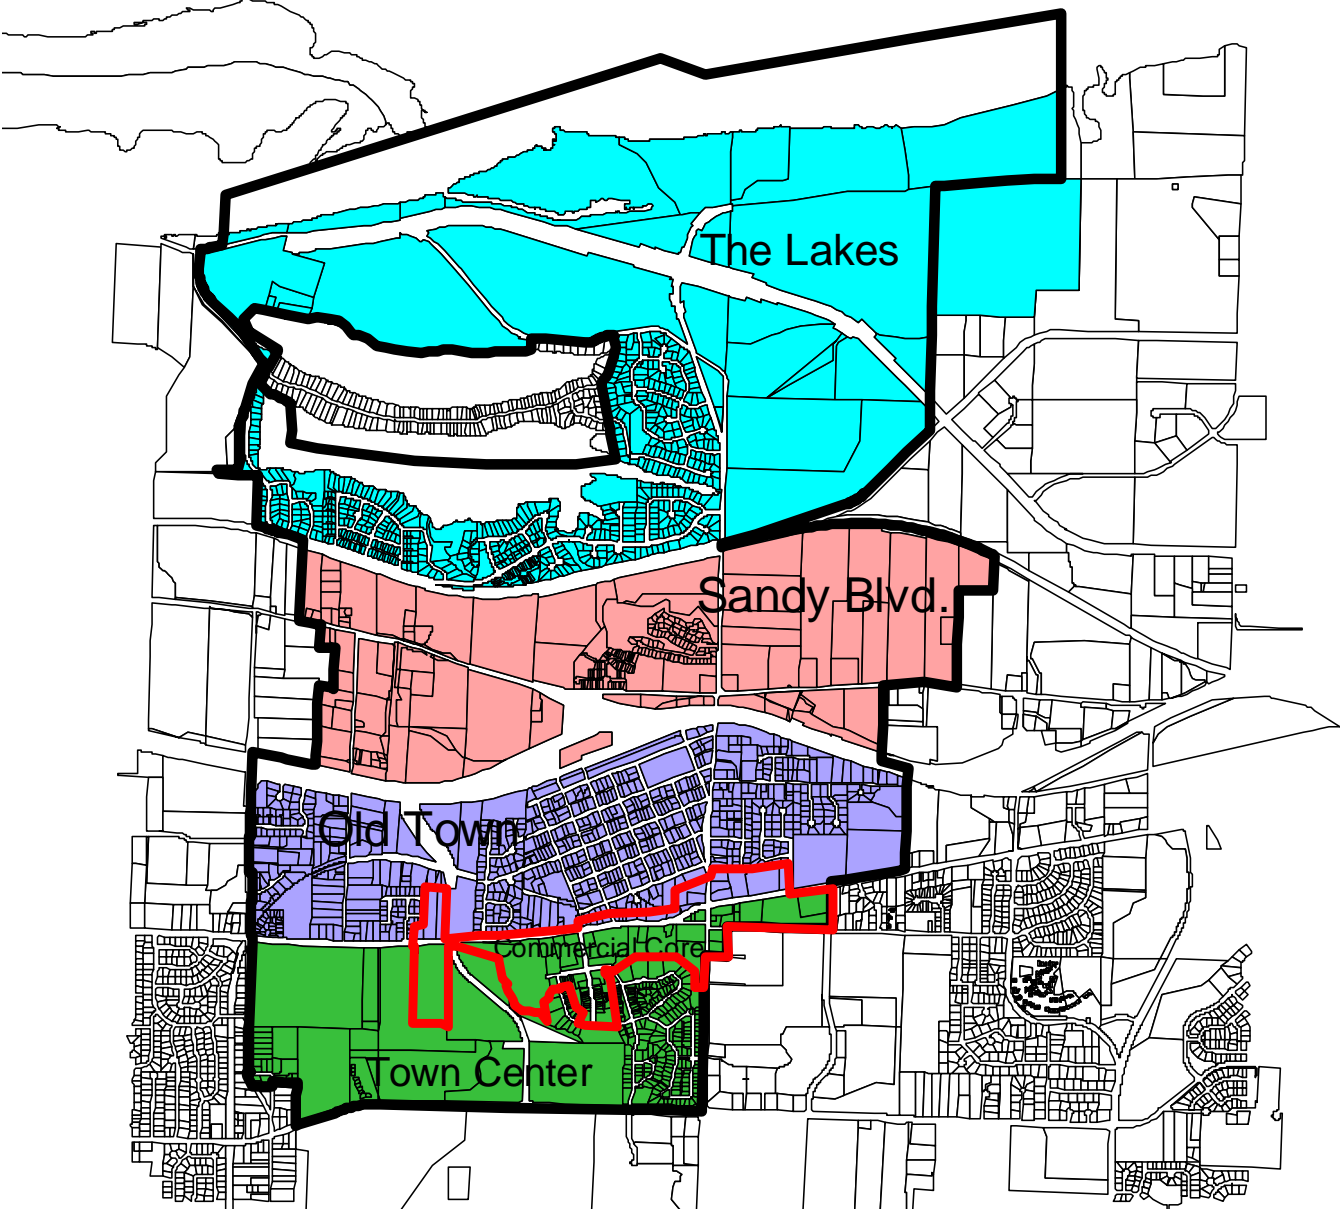 The Lakes
Sandy Blvd.
Old Town
Commercial Core
Town Center